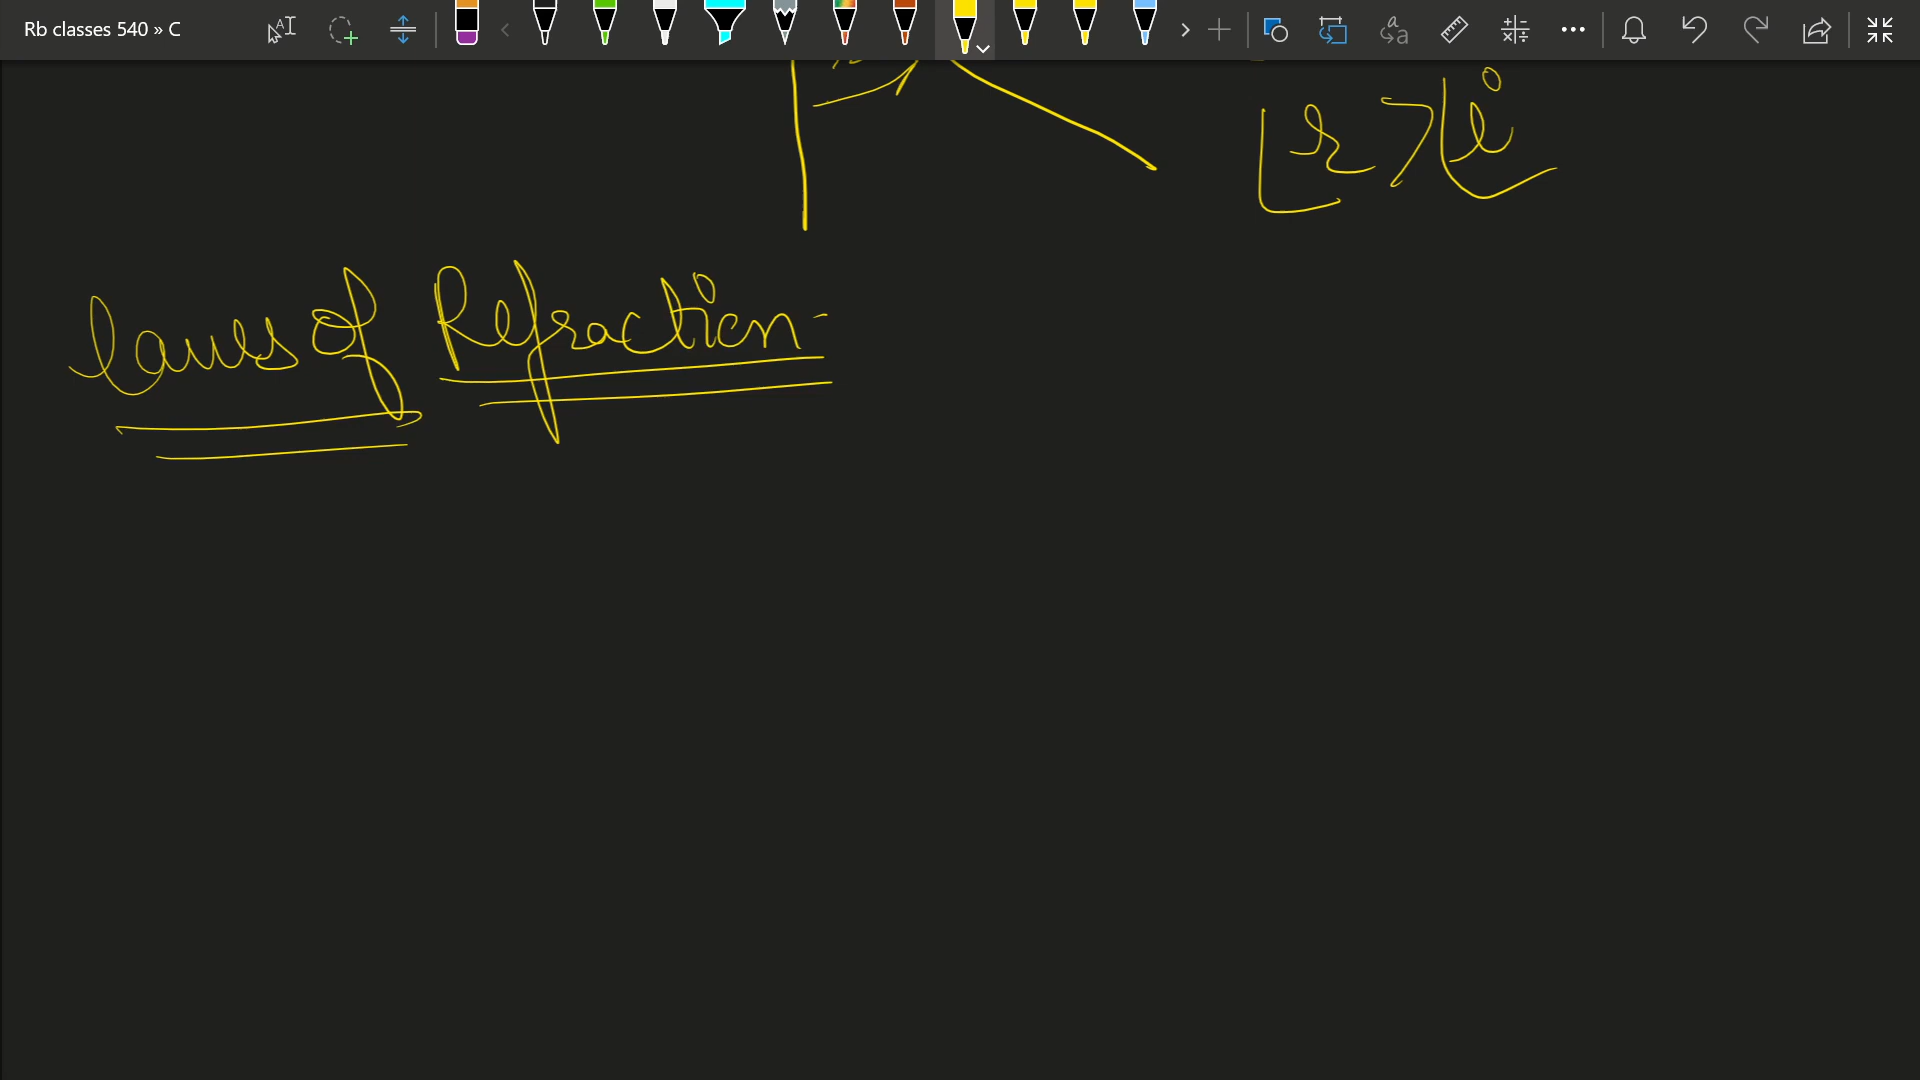 Rb classes 540 » C
∠r > ∠i
Laws of Refraction-